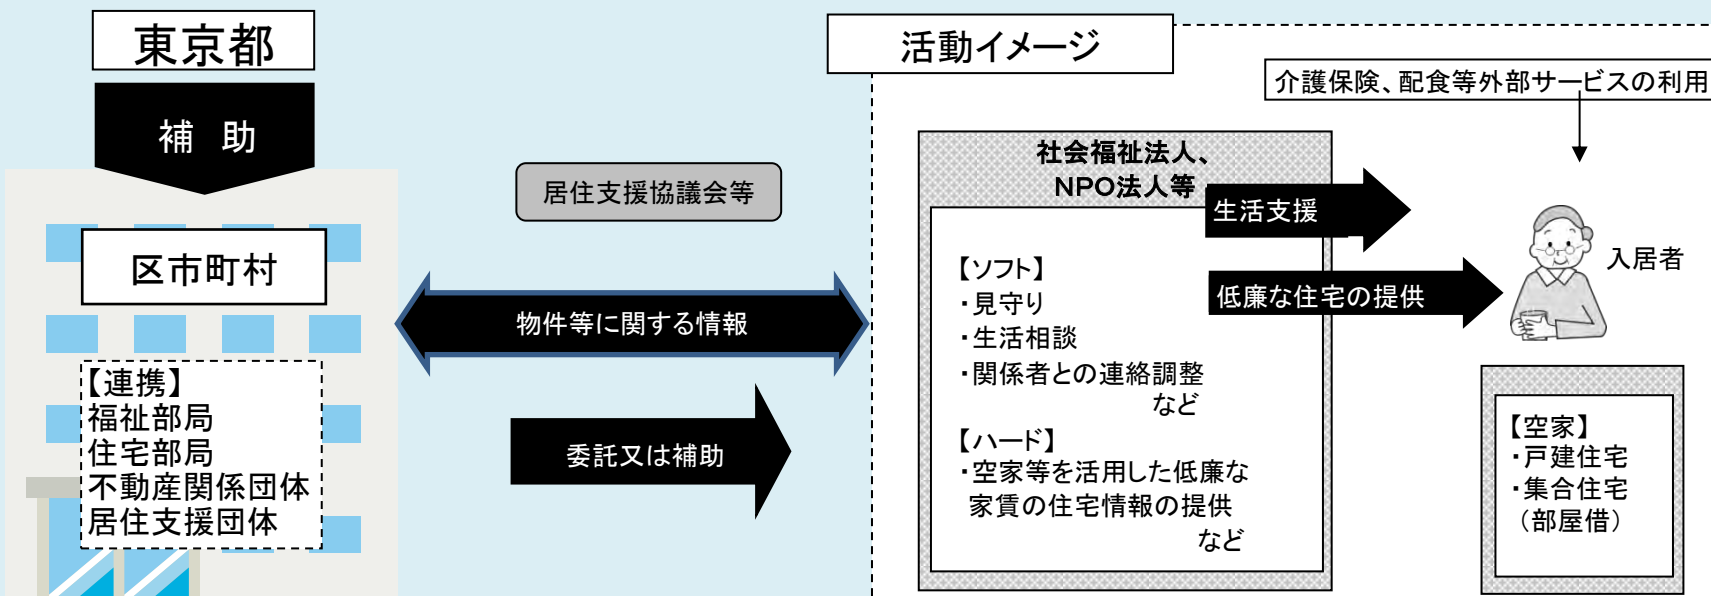 東京都
補 助
区市町村
【連携】
福祉部局
住宅部局
不動産関係団体
居住支援団体
居住支援協議会等
物件等に関する情報
委託又は補助
活動イメージ
介護保険、配食等外部サービスの利用
社会福祉法人、
NPO法人等
【ソフト】
・見守り
・生活相談
・関係者との連絡調整
など
【ハード】
・空家等を活用した低廉な
家賃の住宅情報の提供
など
生活支援
低廉な住宅の提供
入居者
【空家】
・戸建住宅
・集合住宅
(部屋借)